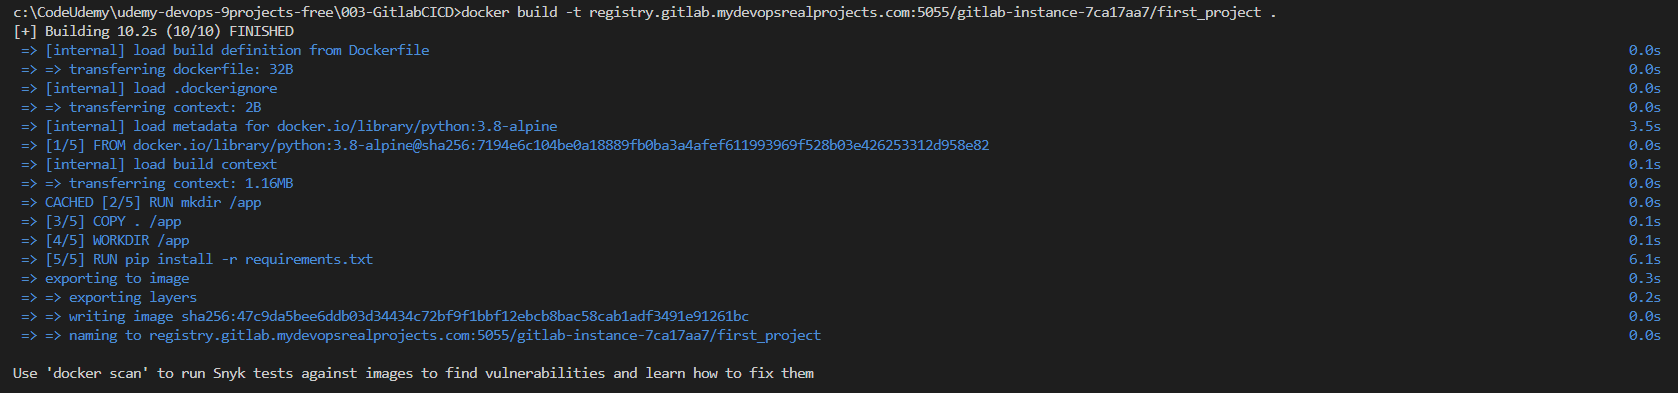 c:\CodeUdemy\udemy-devops-9projects-free\003-GitlabCICD>docker build -t registry.gitlab.mydevopsrealprojects.com:5055/gitlab-instance-7ca17aa7/first_project .
[+] Building 10.2s (10/10) FINISHED
=> [internal] load build definition from Dockerfile 0.0s
=> => transferring dockerfile: 32B 0.0s
=> [internal] load .dockerignore 0.0s
=> => transferring context: 2B 0.0s
=> [internal] load metadata for docker.io/library/python:3.8-alpine 3.5s
=> [1/5] FROM docker.io/library/python:3.8-alpine@sha256:7194e6c104be0a18889fb0ba3a4afef611993969f528b03e426253312d958e82 0.0s
=> [internal] load build context 0.1s
=> => transferring context: 1.16MB 0.0s
=> CACHED [2/5] RUN mkdir /app 0.0s
=> [3/5] COPY . /app 0.1s
=> [4/5] WORKDIR /app 0.1s
=> [5/5] RUN pip install -r requirements.txt 6.1s
=> exporting to image 0.3s
=> => exporting layers 0.2s
=> => writing image sha256:47c9da5bee6ddb03d34434c72bf9f1bbf12ebcb8bac58cab1adf3491e91261bc 0.0s
=> => naming to registry.gitlab.mydevopsrealprojects.com:5055/gitlab-instance-7ca17aa7/first_project 0.0s
Use 'docker scan' to run Snyk tests against images to find vulnerabilities and learn how to fix them